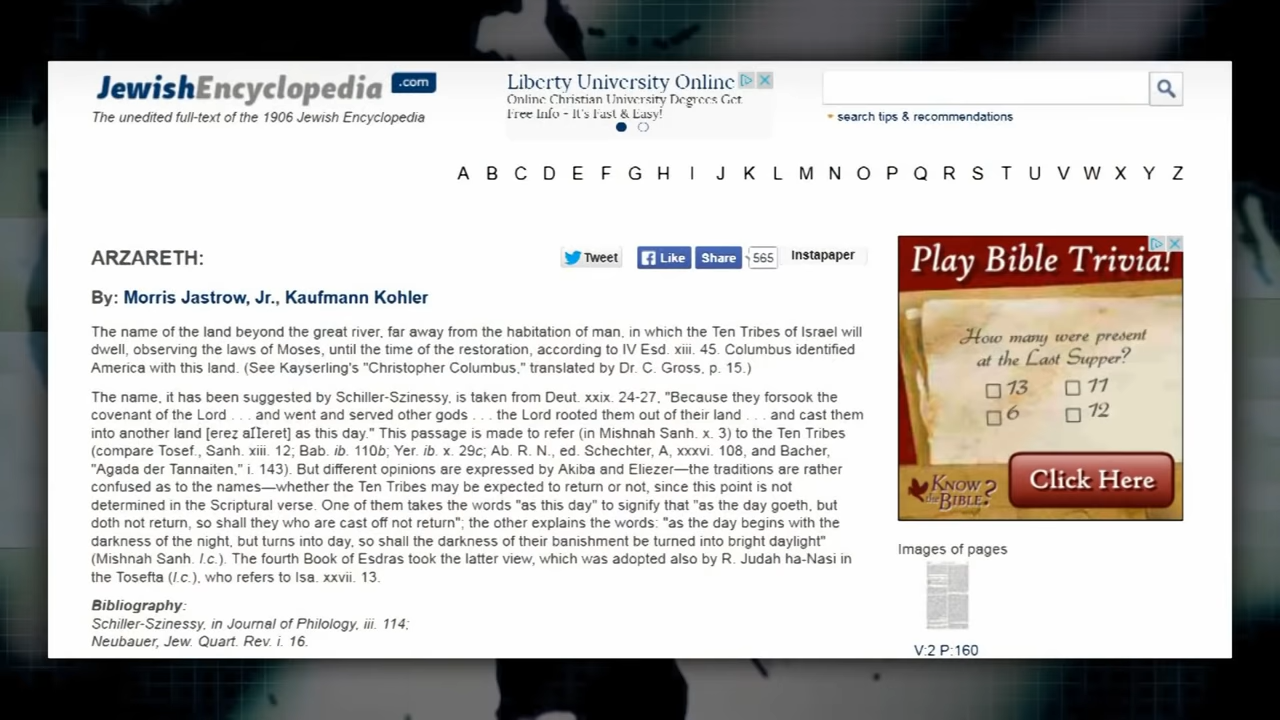 JewishEncyclopedia .com
The unedited full-text of the 1906 Jewish Encyclopedia
Liberty University Online
Online Christian University Degrees Get
Free Info - It's Fast & Easy!
search tips & recommendations
A B C D E F G H I J K L M N O P Q R S T U V W X Y Z
ARZARETH:
Tweet Like Share 565 Instapaper
By: Morris Jastrow, Jr., Kaufmann Kohler
The name of the land beyond the great river, far away from the habitation of man, in which the Ten Tribes of Israel will
dwell, observing the laws of Moses, until the time of the restoration, according to IV Esd. xiii. 45. Columbus identified
America with this land. (See Kayserling's "Christopher Columbus," translated by Dr. C. Gross, p. 15.)
The name, it has been suggested by Schiller-Szinessy, is taken from Deut. xxix. 24-27, "Because they forsook the
covenant of the Lord . . . and went and served other gods . . . the Lord rooted them out of their land . . . and cast them
into another land [ereẓ aIIeret] as this day." This passage is made to refer (in Mishnah Sanh. x. 3) to the Ten Tribes
(compare Tosef., Sanh. xiii. 12; Bab. ib. 110b; Yer. ib. x. 29c; Ab. R. N., ed. Schechter, A, xxxvi. 108, and Bacher,
"Agada der Tannaiten," i. 143). But different opinions are expressed by Akiba and Eliezer—the traditions are rather
confused as to the names—whether the Ten Tribes may be expected to return or not, since this point is not
determined in the Scriptural verse. One of them takes the words "as this day" to signify that "as the day goeth, but
doth not return, so shall they who are cast off not return"; the other explains the words: "as the day begins with the
darkness of the night, but turns into day, so shall the darkness of their banishment be turned into bright daylight"
(Mishnah Sanh. l.c.). The fourth Book of Esdras took the latter view, which was adopted also by R. Judah ha-Nasi in
the Tosefta (l.c.), who refers to Isa. xxvii. 13.
Bibliography:
Schiller-Szinessy, in Journal of Philology, iii. 114;
Neubauer, Jew. Quart. Rev. i. 16.
Play Bible Trivia!
How many were present
at the Last Supper?
13 11
6 12
Click Here
Know the Bible?
Images of pages
V:2 P:160